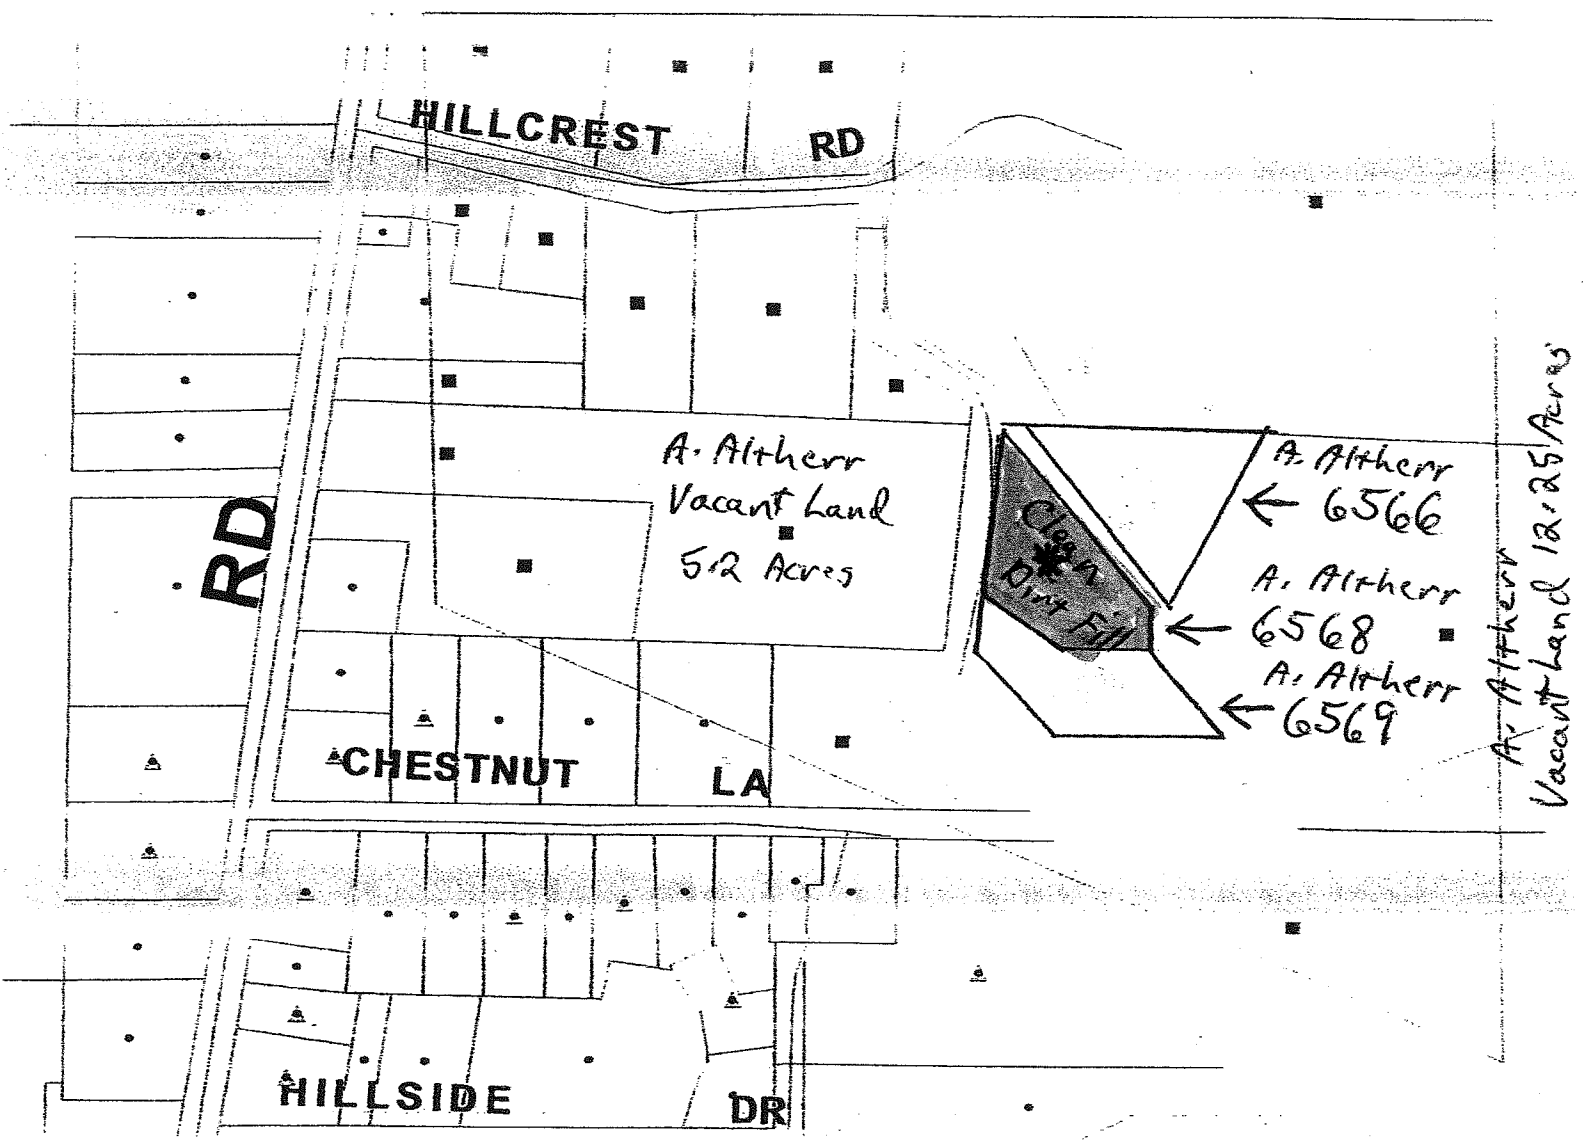 HILLCREST RD
A. Altherr
Vacant Land
5.2 Acres
A. Altherr
← 6566
Clean
Dirt Fill
A. Altherr
← 6568
A. Altherr
← 6569
A. Altherr
Vacant Land 12.25 Acres
RD
CHESTNUT LA
HILLSIDE DR